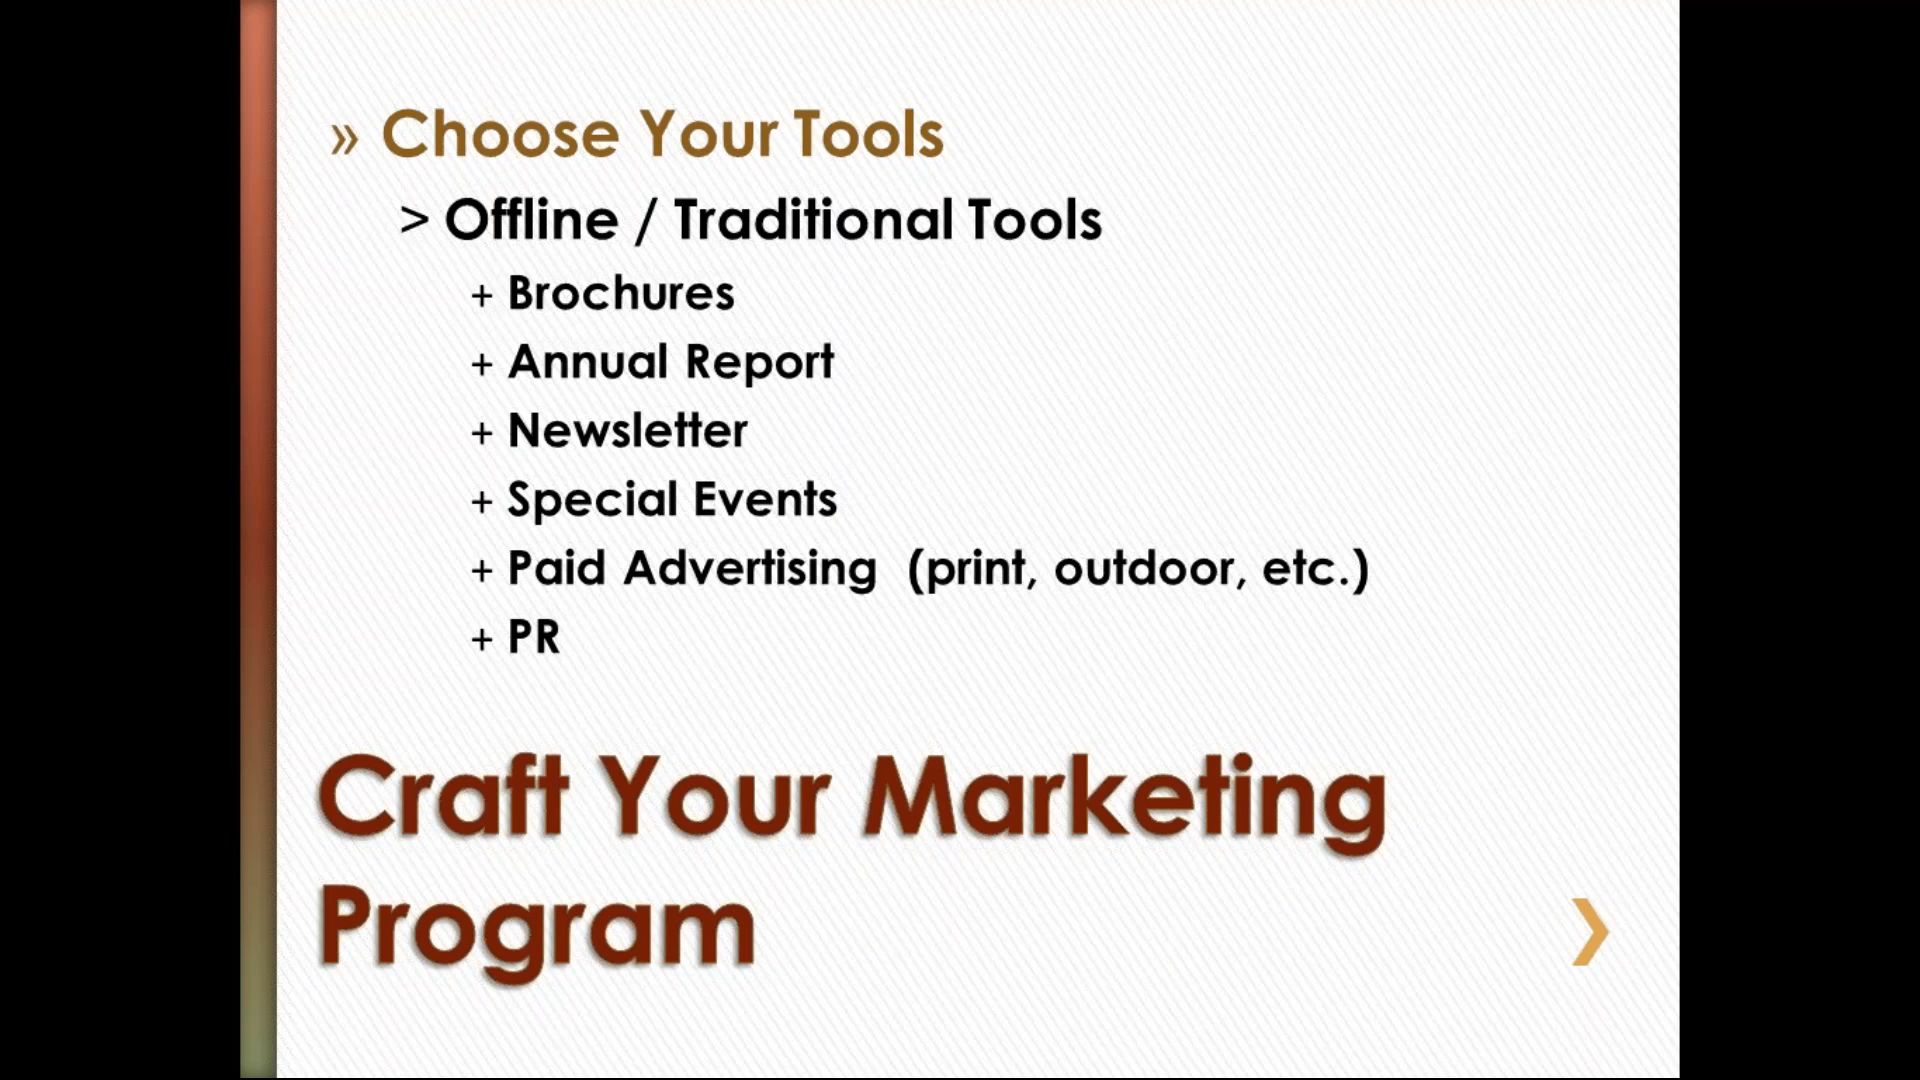 » Choose Your Tools
> Offline / Traditional Tools
+ Brochures
+ Annual Report
+ Newsletter
+ Special Events
+ Paid Advertising (print, outdoor, etc.)
+ PR
Craft Your Marketing
Program